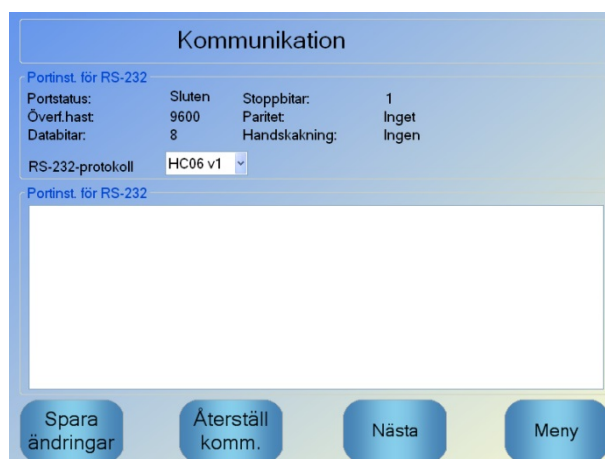 Kommunikation
Portinst. för RS-232
Portstatus: Sluten Stoppbitar: 1
Överf.hast: 9600 Paritet: Inget
Databitar: 8 Handskakning: Ingen
RS-232-protokoll HC06 v1
Portinst. för RS-232
Spara ändringar
Återställ komm.
Nästa
Meny